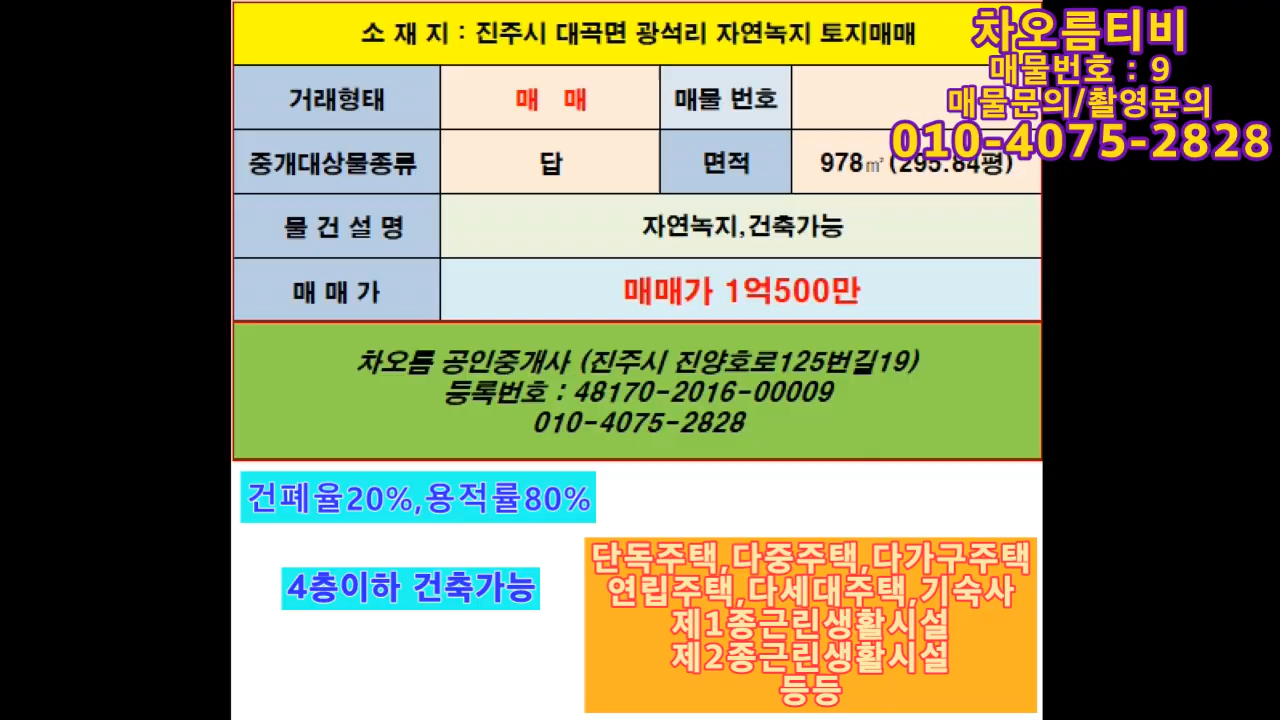 소 재 지 : 진주시 대곡면 광석리 자연녹지 토지매매
차오름티비
매물번호 : 9
매물문의/촬영문의
010-4075-2828
거래형태 매 매 매물 번호
중개대상물종류 답 면적 978㎡(295.84평)
물 건 설 명 자연녹지,건축가능
매 매 가 매매가 1억500만
차오름 공인중개사 (진주시 진양호로125번길19)
등록번호 : 48170-2016-00009
010-4075-2828
건폐율20%,용적률80%
4층이하 건축가능
단독주택,다중주택,다가구주택
연립주택,다세대주택,기숙사
제1종근린생활시설
제2종근린생활시설
등등